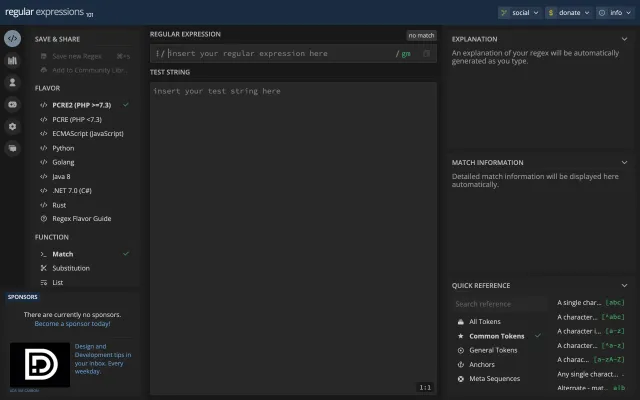 regular expressions 101
social
donate
info
SAVE & SHARE
Save new Regex ⌘+s
Add to Community Libr...
FLAVOR
PCRE2 (PHP >=7.3)
PCRE (PHP <7.3)
ECMAScript (JavaScript)
Python
Golang
Java 8
.NET 7.0 (C#)
Rust
Regex Flavor Guide
FUNCTION
Match
Substitution
List
SPONSORS
There are currently no sponsors.
Become a sponsor today!
Design and
Development tips in
your inbox. Every
weekday.
REGULAR EXPRESSION
no match
/ insert your regular expression here / gm
TEST STRING
insert your test string here
1:1
EXPLANATION
An explanation of your regex will be automatically
generated as you type.
MATCH INFORMATION
Detailed match information will be displayed here
automatically.
QUICK REFERENCE
Search reference
All Tokens
Common Tokens
General Tokens
Anchors
Meta Sequences
A single char... [abc]
A character... [^abc]
A character i... [a-z]
A character... [^a-z]
A charac... [a-zA-Z]
Any single charact... .
Alternate - mat... a|b